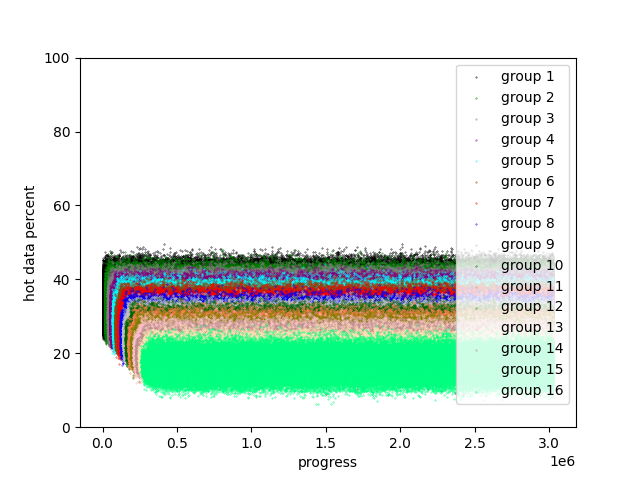 100
80
60
40
20
0
hot data percent
0.0 0.5 1.0 1.5 2.0 2.5 3.0
1e6
progress
group 1
group 2
group 3
group 4
group 5
group 6
group 7
group 8
group 9
group 10
group 11
group 12
group 13
group 14
group 15
group 16